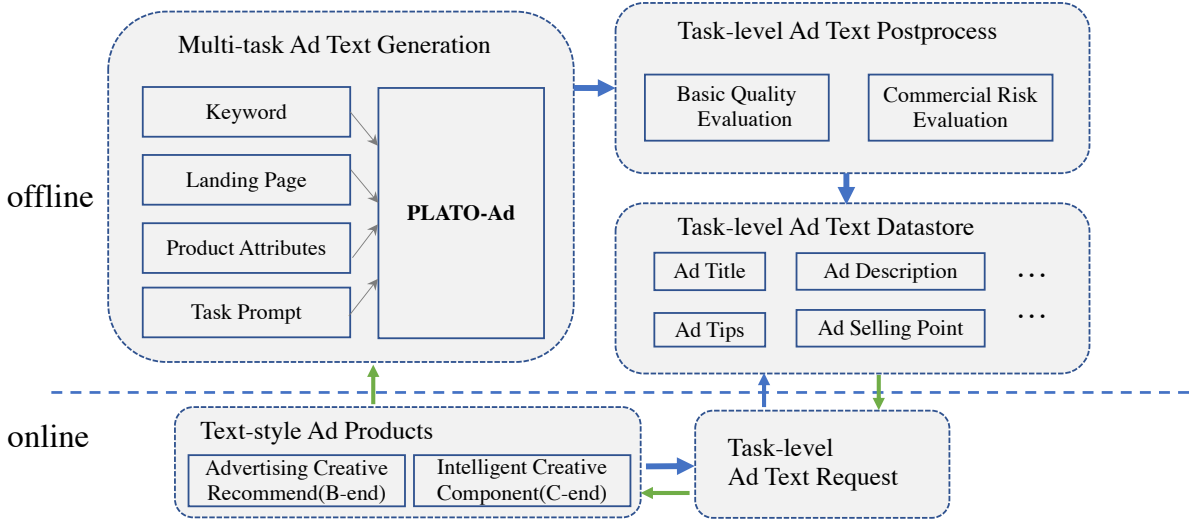 offline
Multi-task Ad Text Generation
Keyword
Landing Page
Product Attributes
Task Prompt
PLATO-Ad
Task-level Ad Text Postprocess
Basic Quality
Evaluation
Commercial Risk
Evaluation
Task-level Ad Text Datastore
Ad Title
Ad Description
...
Ad Tips
Ad Selling Point
...
online
Text-style Ad Products
Advertising Creative
Recommend(B-end)
Intelligent Creative
Component(C-end)
Task-level
Ad Text Request